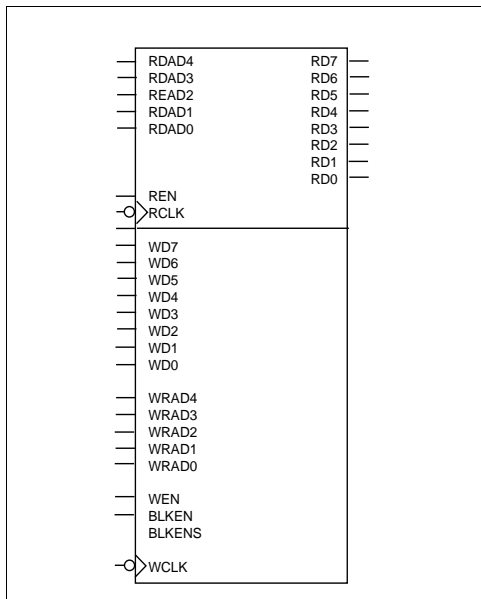 RDAD4 RD7
RDAD3 RD6
READ2 RD5
RDAD1 RD4
RDAD0 RD3
RD2
RD1
RD0
REN
RCLK
WD7
WD6
WD5
WD4
WD3
WD2
WD1
WD0
WRAD4
WRAD3
WRAD2
WRAD1
WRAD0
WEN
BLKEN
BLKENS
WCLK